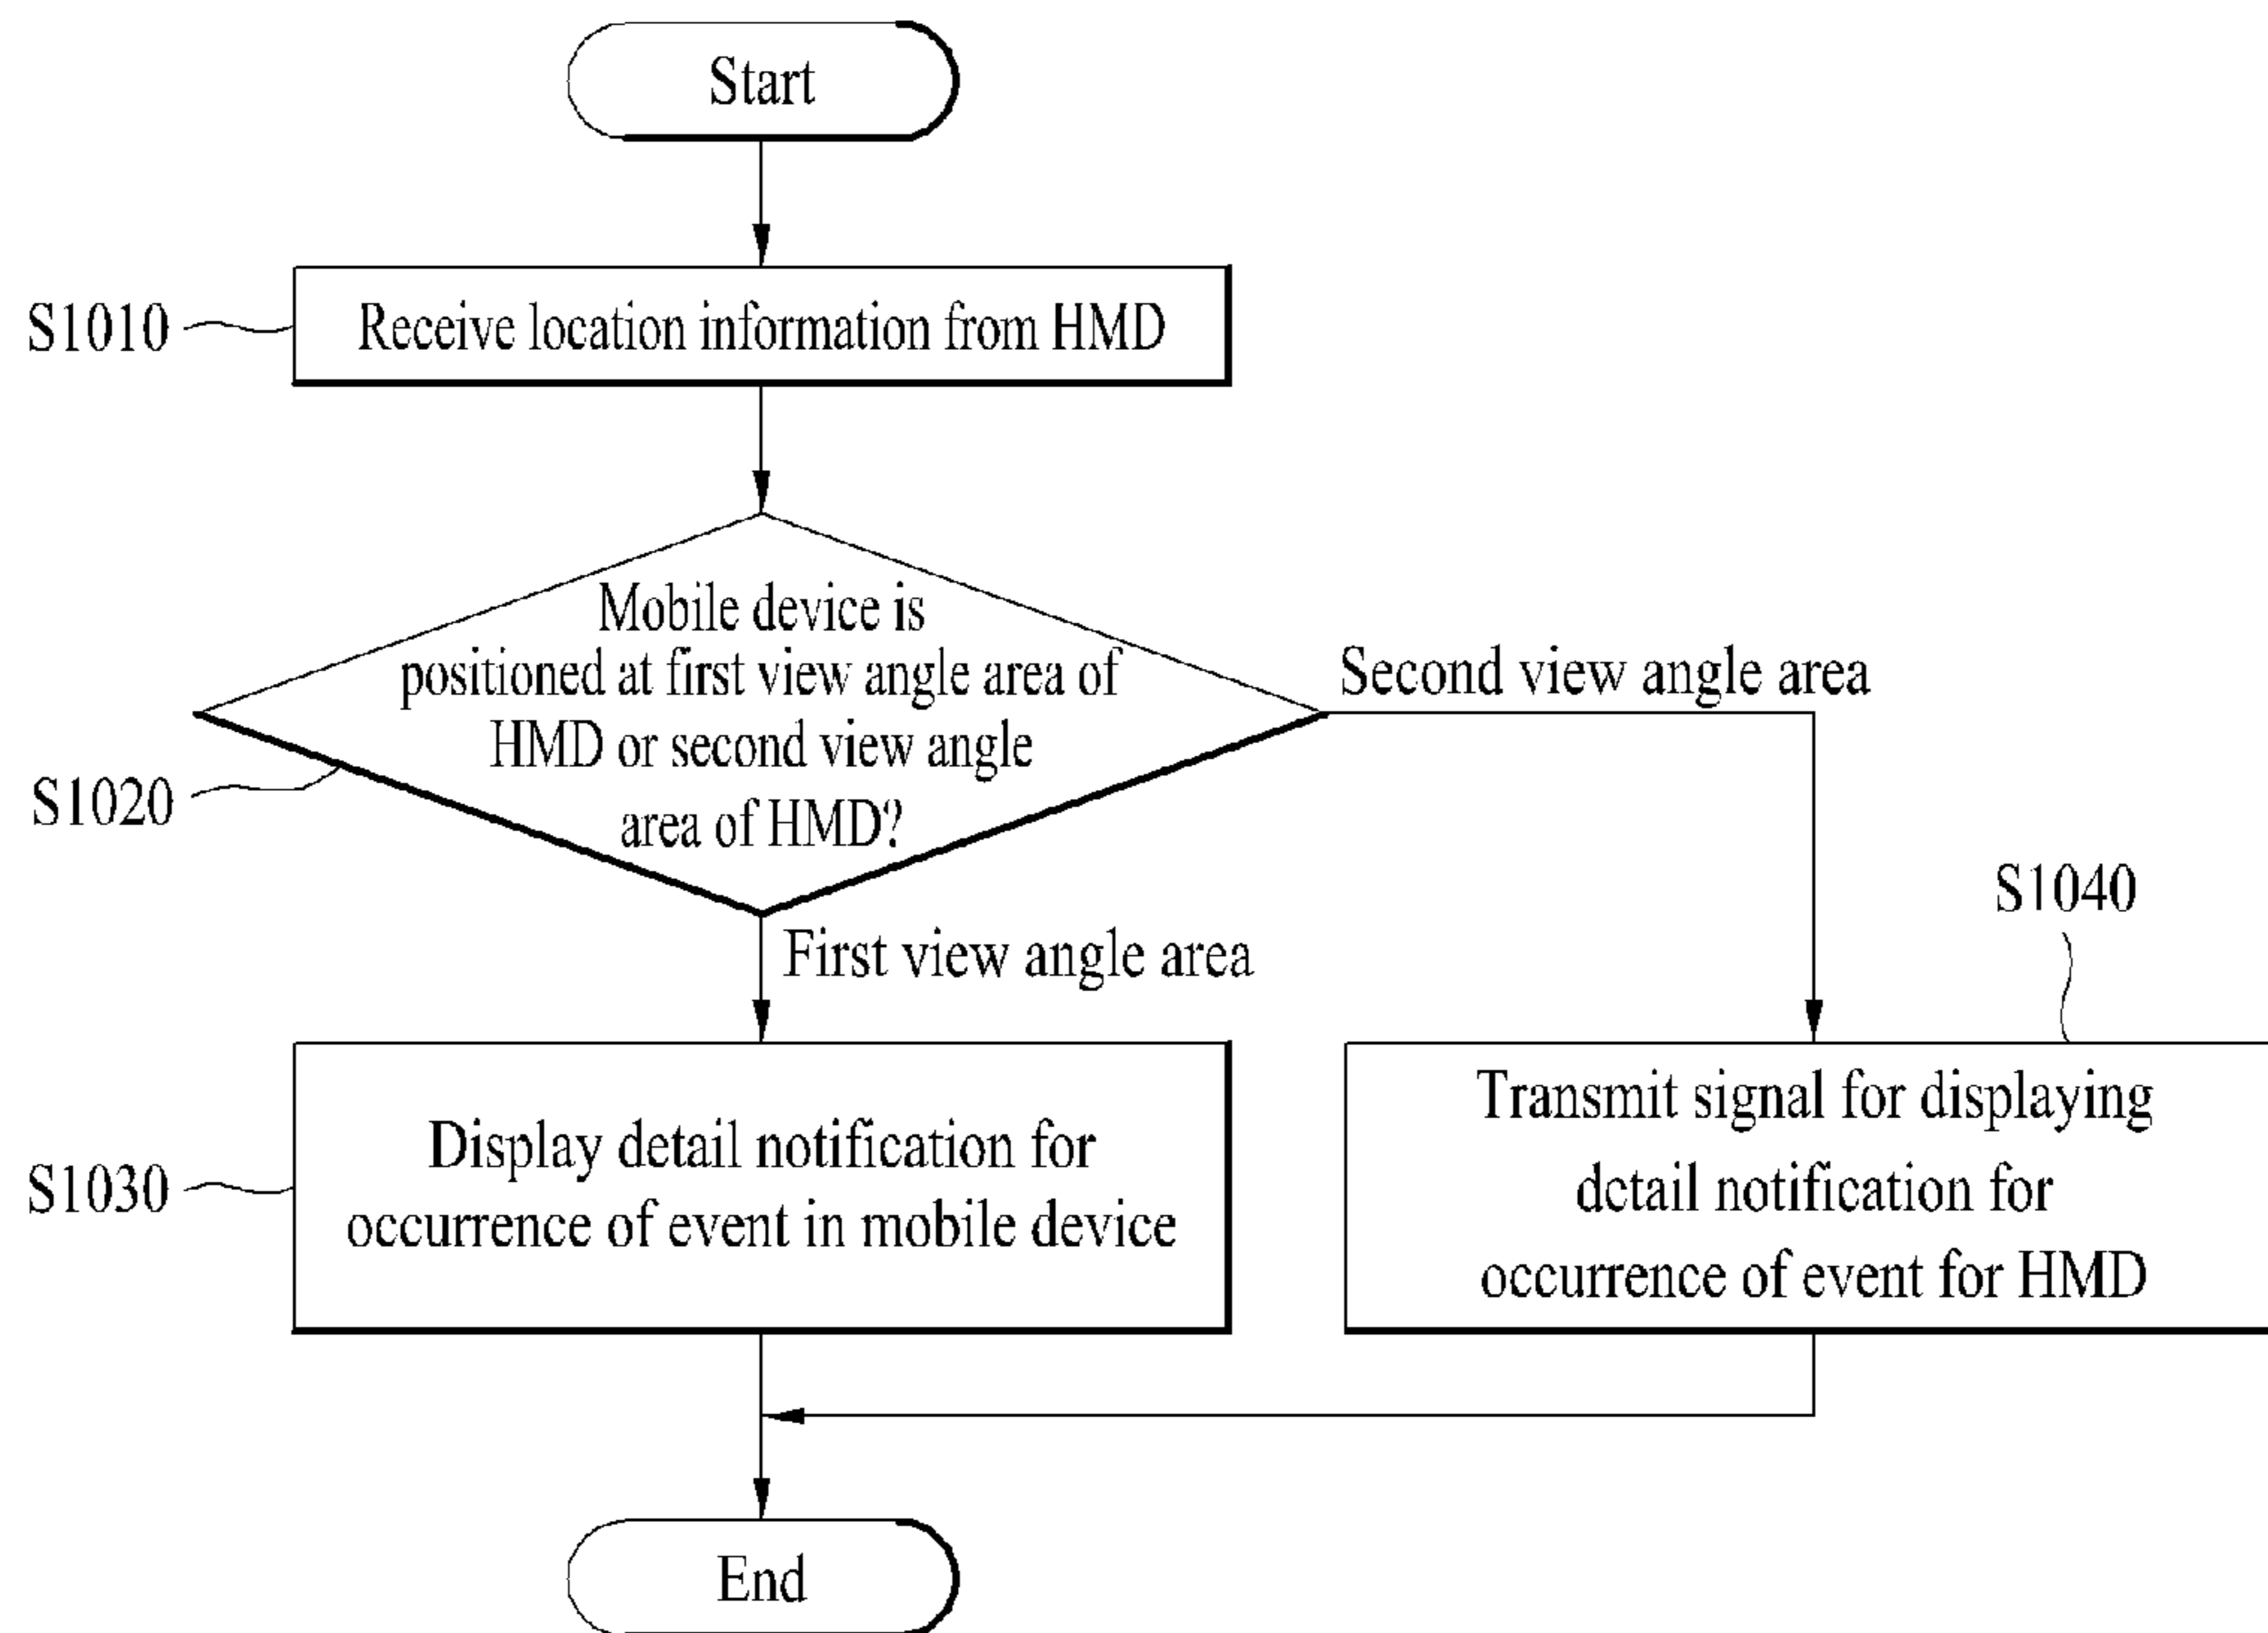 Start
S1010
Receive location information from HMD
Mobile device is
positioned at first view angle area of
HMD or second view angle
area of HMD?
S1020
Second view angle area
First view angle area
S1040
S1030
Display detail notification for
occurrence of event in mobile device
Transmit signal for displaying
detail notification for
occurrence of event for HMD
End